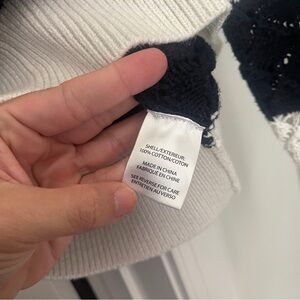 SHELL/EXTERIEUR:
100% COTTON/COTON
MADE IN CHINA
FABRIQUE EN CHINE
SEE REVERSE FOR CARE
ENTRETIEN AU VERSO